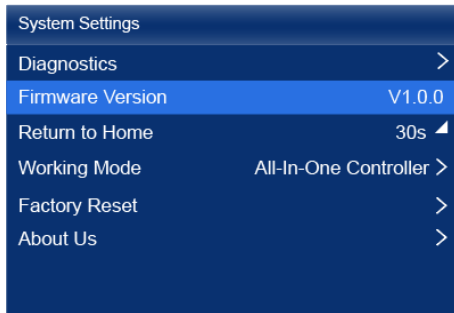 System Settings
Diagnostics >
Firmware Version V1.0.0
Return to Home 30s
Working Mode All-In-One Controller >
Factory Reset >
About Us >